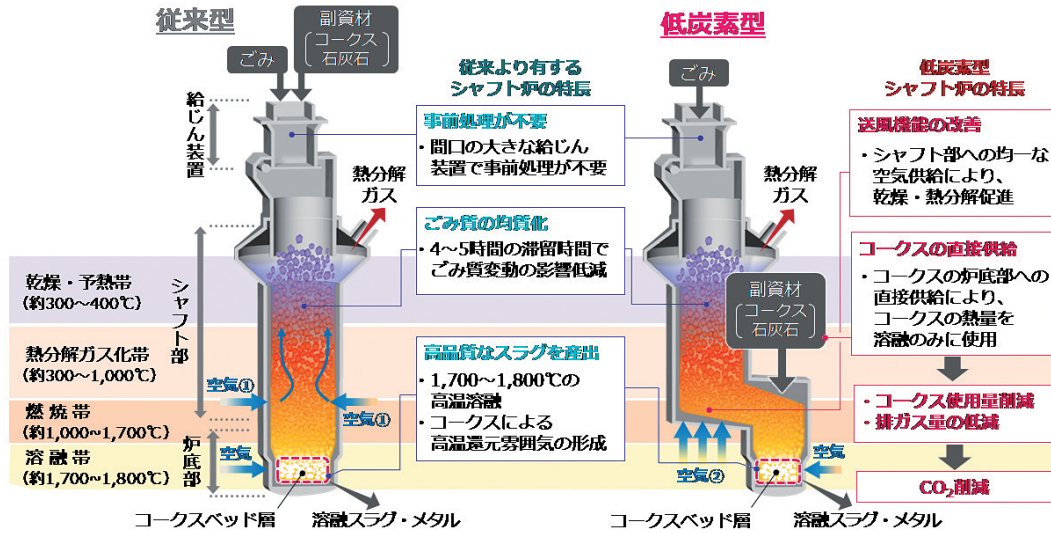 従来型
ごみ
副資材
コークス
石灰石
給じん装置
熱分解
ガス
シャフト部
乾燥・予熱帯
(約300～400℃)
熱分解ガス化帯
(約300～1,000℃)
空気①
空気①
燃焼帯
(約1,000~1,700℃)
炉底部
溶融帯
(約1,700~1,800℃)
空気
コークスベッド層
溶融スラグ・メタル
従来より有する
シャフト炉の特長
事前処理が不要
・間口の大きな給じん
装置で事前処理が不要
ごみ質の均質化
・4～5時間の滞留時間で
ごみ質変動の影響低減
高品質なスラグを産出
・1,700～1,800℃の
高温溶融
・コークスによる
高温還元雰囲気の形成
低炭素型
ごみ
熱分解
ガス
副資材
コークス
石灰石
空気②
空気
コークスベッド層
溶融スラグ・メタル
低炭素型
シャフト炉の特長
送風機能の改善
・シャフト部への均一な
空気供給により、
乾燥・熱分解促進
コークスの直接供給
・コークスの炉底部への
直接供給により、
コークスの熱量を
溶融のみに使用
・コークス使用量削減
・排ガス量の低減
CO₂削減